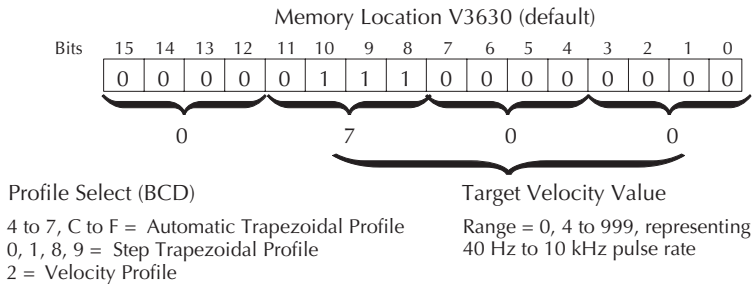 Memory Location V3630 (default)
Bits 15 14 13 12 11 10 9 8 7 6 5 4 3 2 1 0
0 0 0 0 0 1 1 1 0 0 0 0 0 0 0 0
0 7 0 0
Profile Select (BCD)
4 to 7, C to F = Automatic Trapezoidal Profile
0, 1, 8, 9 = Step Trapezoidal Profile
2 = Velocity Profile
Target Velocity Value
Range = 0, 4 to 999, representing
40 Hz to 10 kHz pulse rate